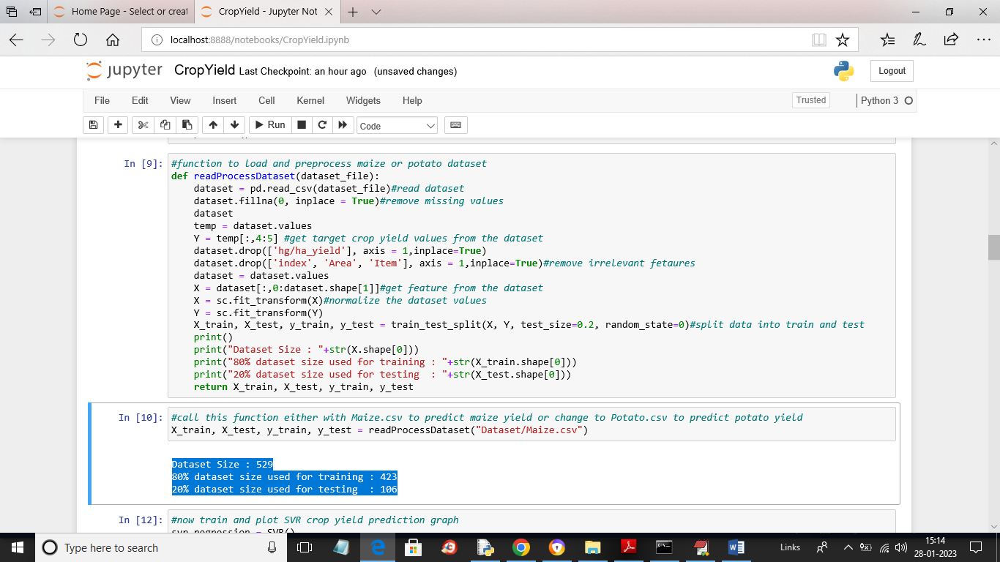 Home Page - Select or creat
CropYield - Jupyter Not
localhost:8888/notebooks/CropYield.ipynb
jupyter CropYield Last Checkpoint: an hour ago (unsaved changes)
Logout
File Edit View Insert Cell Kernel Widgets Help
Trusted
Python 3
Run
Code
In [9]: #function to load and preprocess maize or potato dataset
def readProcessDataset(dataset_file):
    dataset = pd.read_csv(dataset_file)#read dataset
    dataset.fillna(0, inplace = True)#remove missing values
    dataset
    temp = dataset.values
    Y = temp[:,4:5] #get target crop yield values from the dataset
    dataset.drop(['hg/ha_yield'], axis = 1,inplace=True)
    dataset.drop(['index', 'Area', 'Item'], axis = 1,inplace=True)#remove irrelevant fetaures
    dataset = dataset.values
    X = dataset[:,0:dataset.shape[1]]#get feature from the dataset
    X = sc.fit_transform(X)#normalize the dataset values
    Y = sc.fit_transform(Y)
    X_train, X_test, y_train, y_test = train_test_split(X, Y, test_size=0.2, random_state=0)#split data into train and test
    print()
    print("Dataset Size : "+str(X.shape[0]))
    print("80% dataset size used for training : "+str(X_train.shape[0]))
    print("20% dataset size used for testing  : "+str(X_test.shape[0]))
    return X_train, X_test, y_train, y_test
In [10]: #call this function either with Maize.csv to predict maize yield or change to Potato.csv to predict potato yield
X_train, X_test, y_train, y_test = readProcessDataset("Dataset/Maize.csv")
Dataset Size : 529
80% dataset size used for training : 423
20% dataset size used for testing  : 106
In [12]: #now train and plot SVR crop yield prediction graph
Type here to search
Links
15:14
28-01-2023